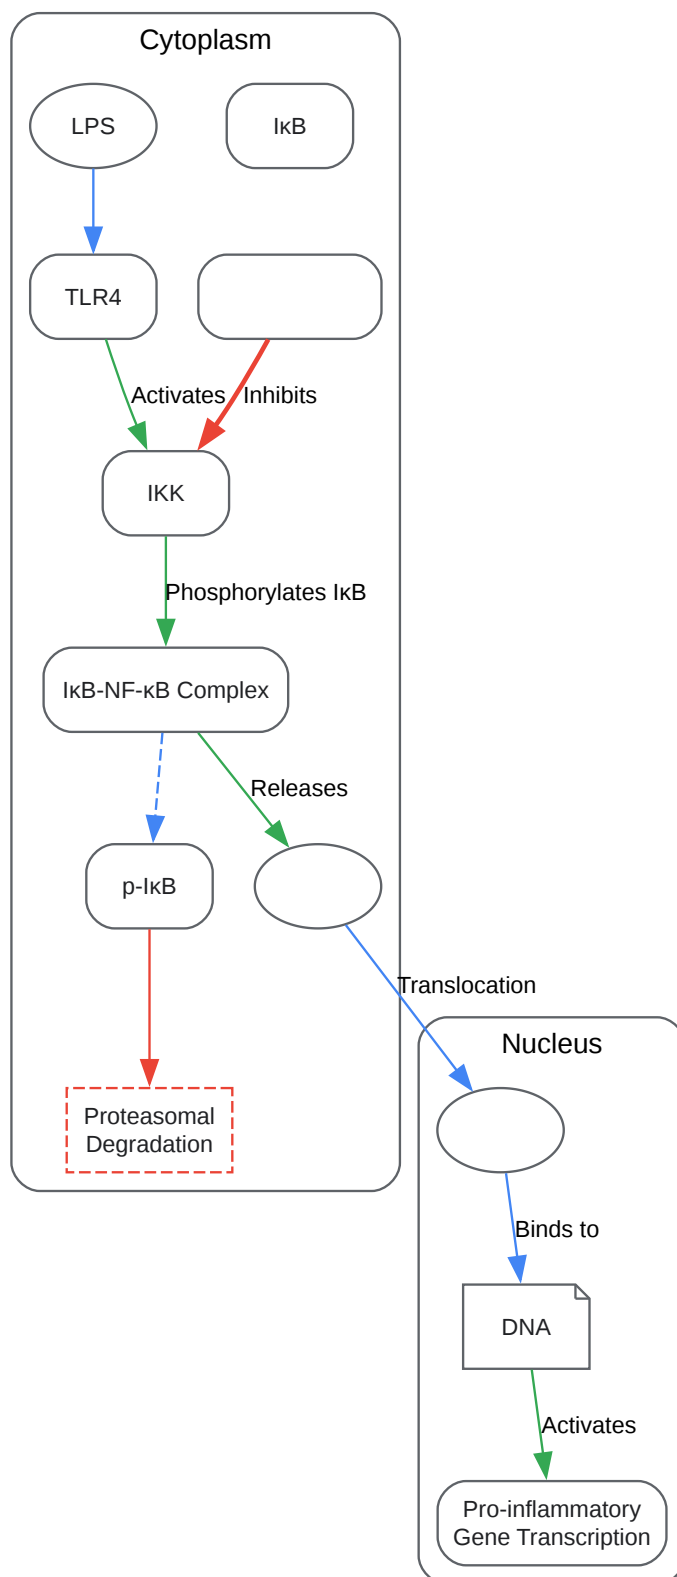 Cytoplasm
LPS
IκB
TLR4
Activates
Inhibits
IKK
Phosphorylates IκB
IκB-NF-κB Complex
Releases
p-IκB
Translocation
Nucleus
Proteasomal
Degradation
Binds to
DNA
Activates
Pro-inflammatory
Gene Transcription